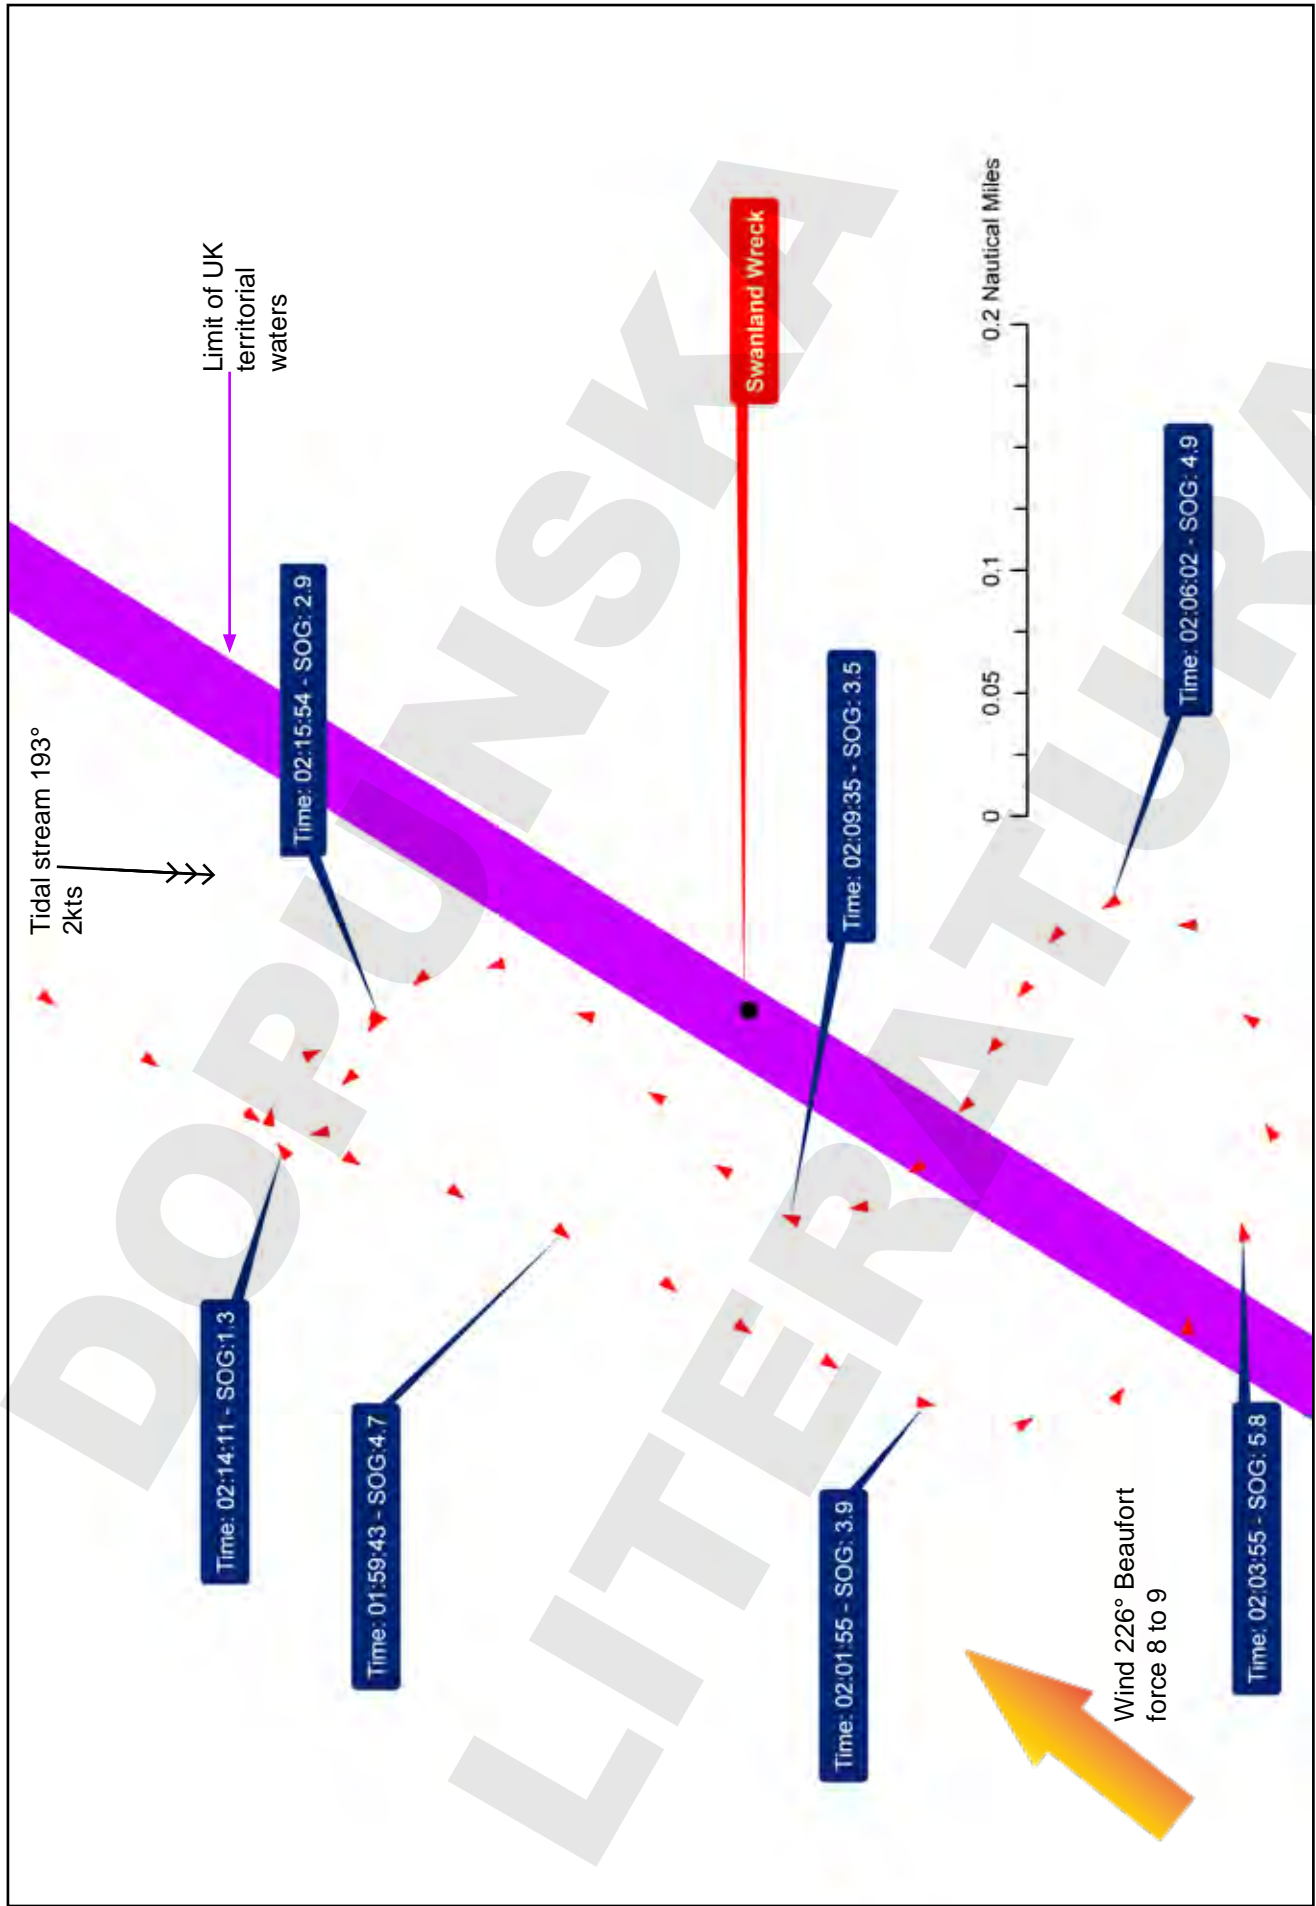 Tidal stream 193°
2kts
Limit of UK
territorial
waters
Time: 02:15:54 - SOG: 2.9
Time: 02:14:11 - SOG:1.3
Time: 01:59:43 - SOG:4.7
Swanland Wreck
Time: 02:09:35 - SOG: 3.5
Time: 02:01:55 - SOG: 3.9
0 0.05 0.1 0.2 Nautical Miles
Time: 02:06:02 - SOG: 4.9
Wind 226° Beaufort
force 8 to 9
Time: 02:03:55 - SOG: 5.8
DOPUNSKA
LITERATURA